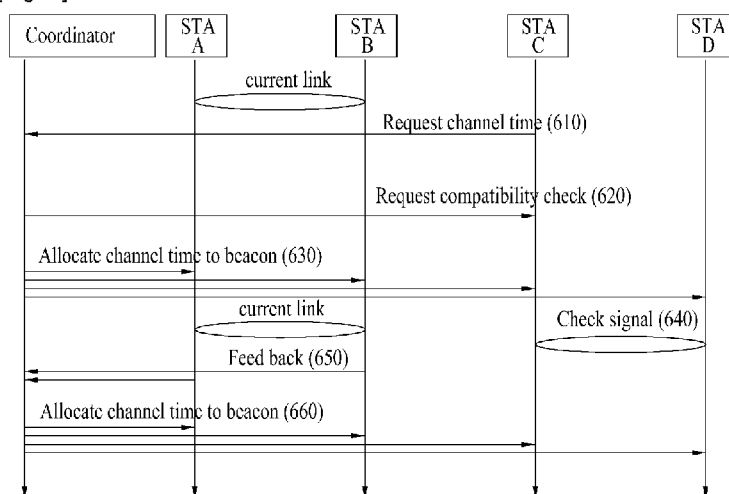 Coordinator
STA
A
STA
B
STA
C
STA
D
current link
Request channel time (610)
Request compatibility check (620)
Allocate channel time to beacon (630)
current link
Check signal (640)
Feed back (650)
Allocate channel time to beacon (660)